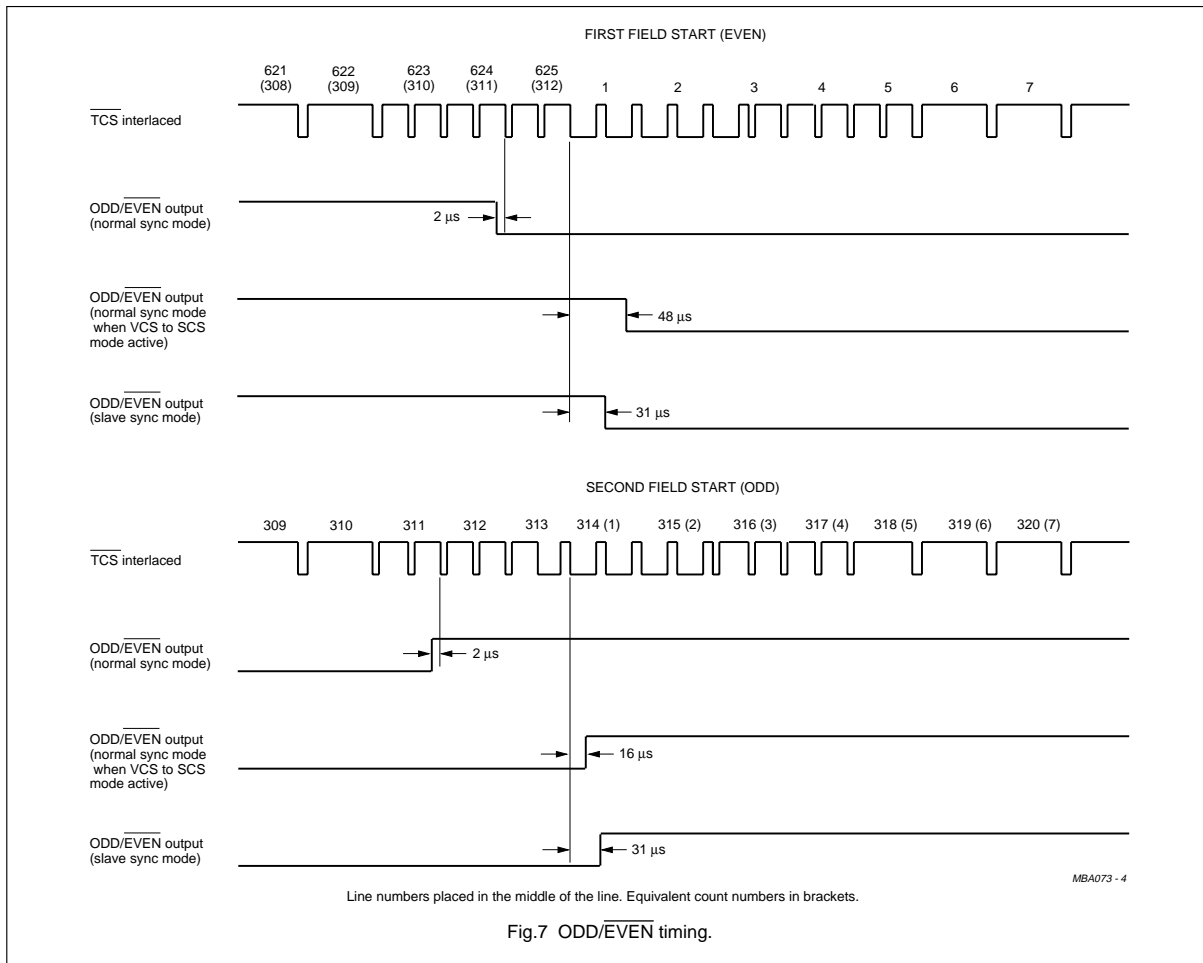 FIRST FIELD START (EVEN)
621 622 623 624 625 1 2 3 4 5 6 7
(308) (309) (310) (311) (312)
TCS interlaced
ODD/EVEN output
(normal sync mode)
2 μs
ODD/EVEN output
(normal sync mode
when VCS to SCS
mode active)
48 μs
ODD/EVEN output
(slave sync mode)
31 μs
SECOND FIELD START (ODD)
309 310 311 312 313 314 (1) 315 (2) 316 (3) 317 (4) 318 (5) 319 (6) 320 (7)
TCS interlaced
ODD/EVEN output
(normal sync mode)
2 μs
ODD/EVEN output
(normal sync mode
when VCS to SCS
mode active)
16 μs
ODD/EVEN output
(slave sync mode)
31 μs
MBA073 - 4
Line numbers placed in the middle of the line. Equivalent count numbers in brackets.
Fig.7 ODD/EVEN timing.